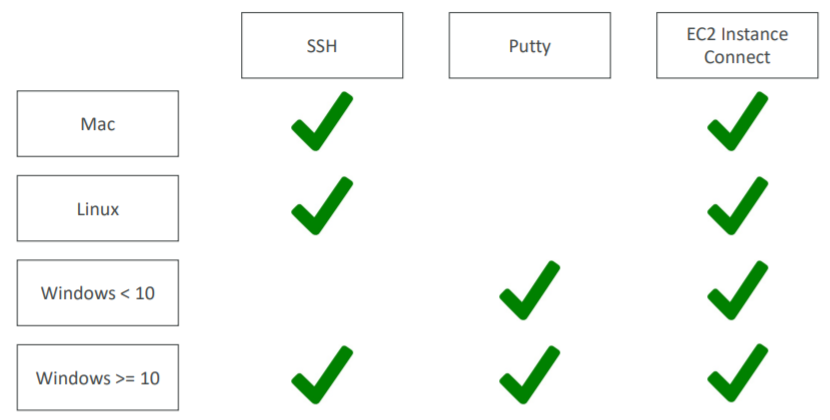 SSH
Putty
EC2 Instance
Connect
Mac
Linux
Windows < 10
Windows >= 10